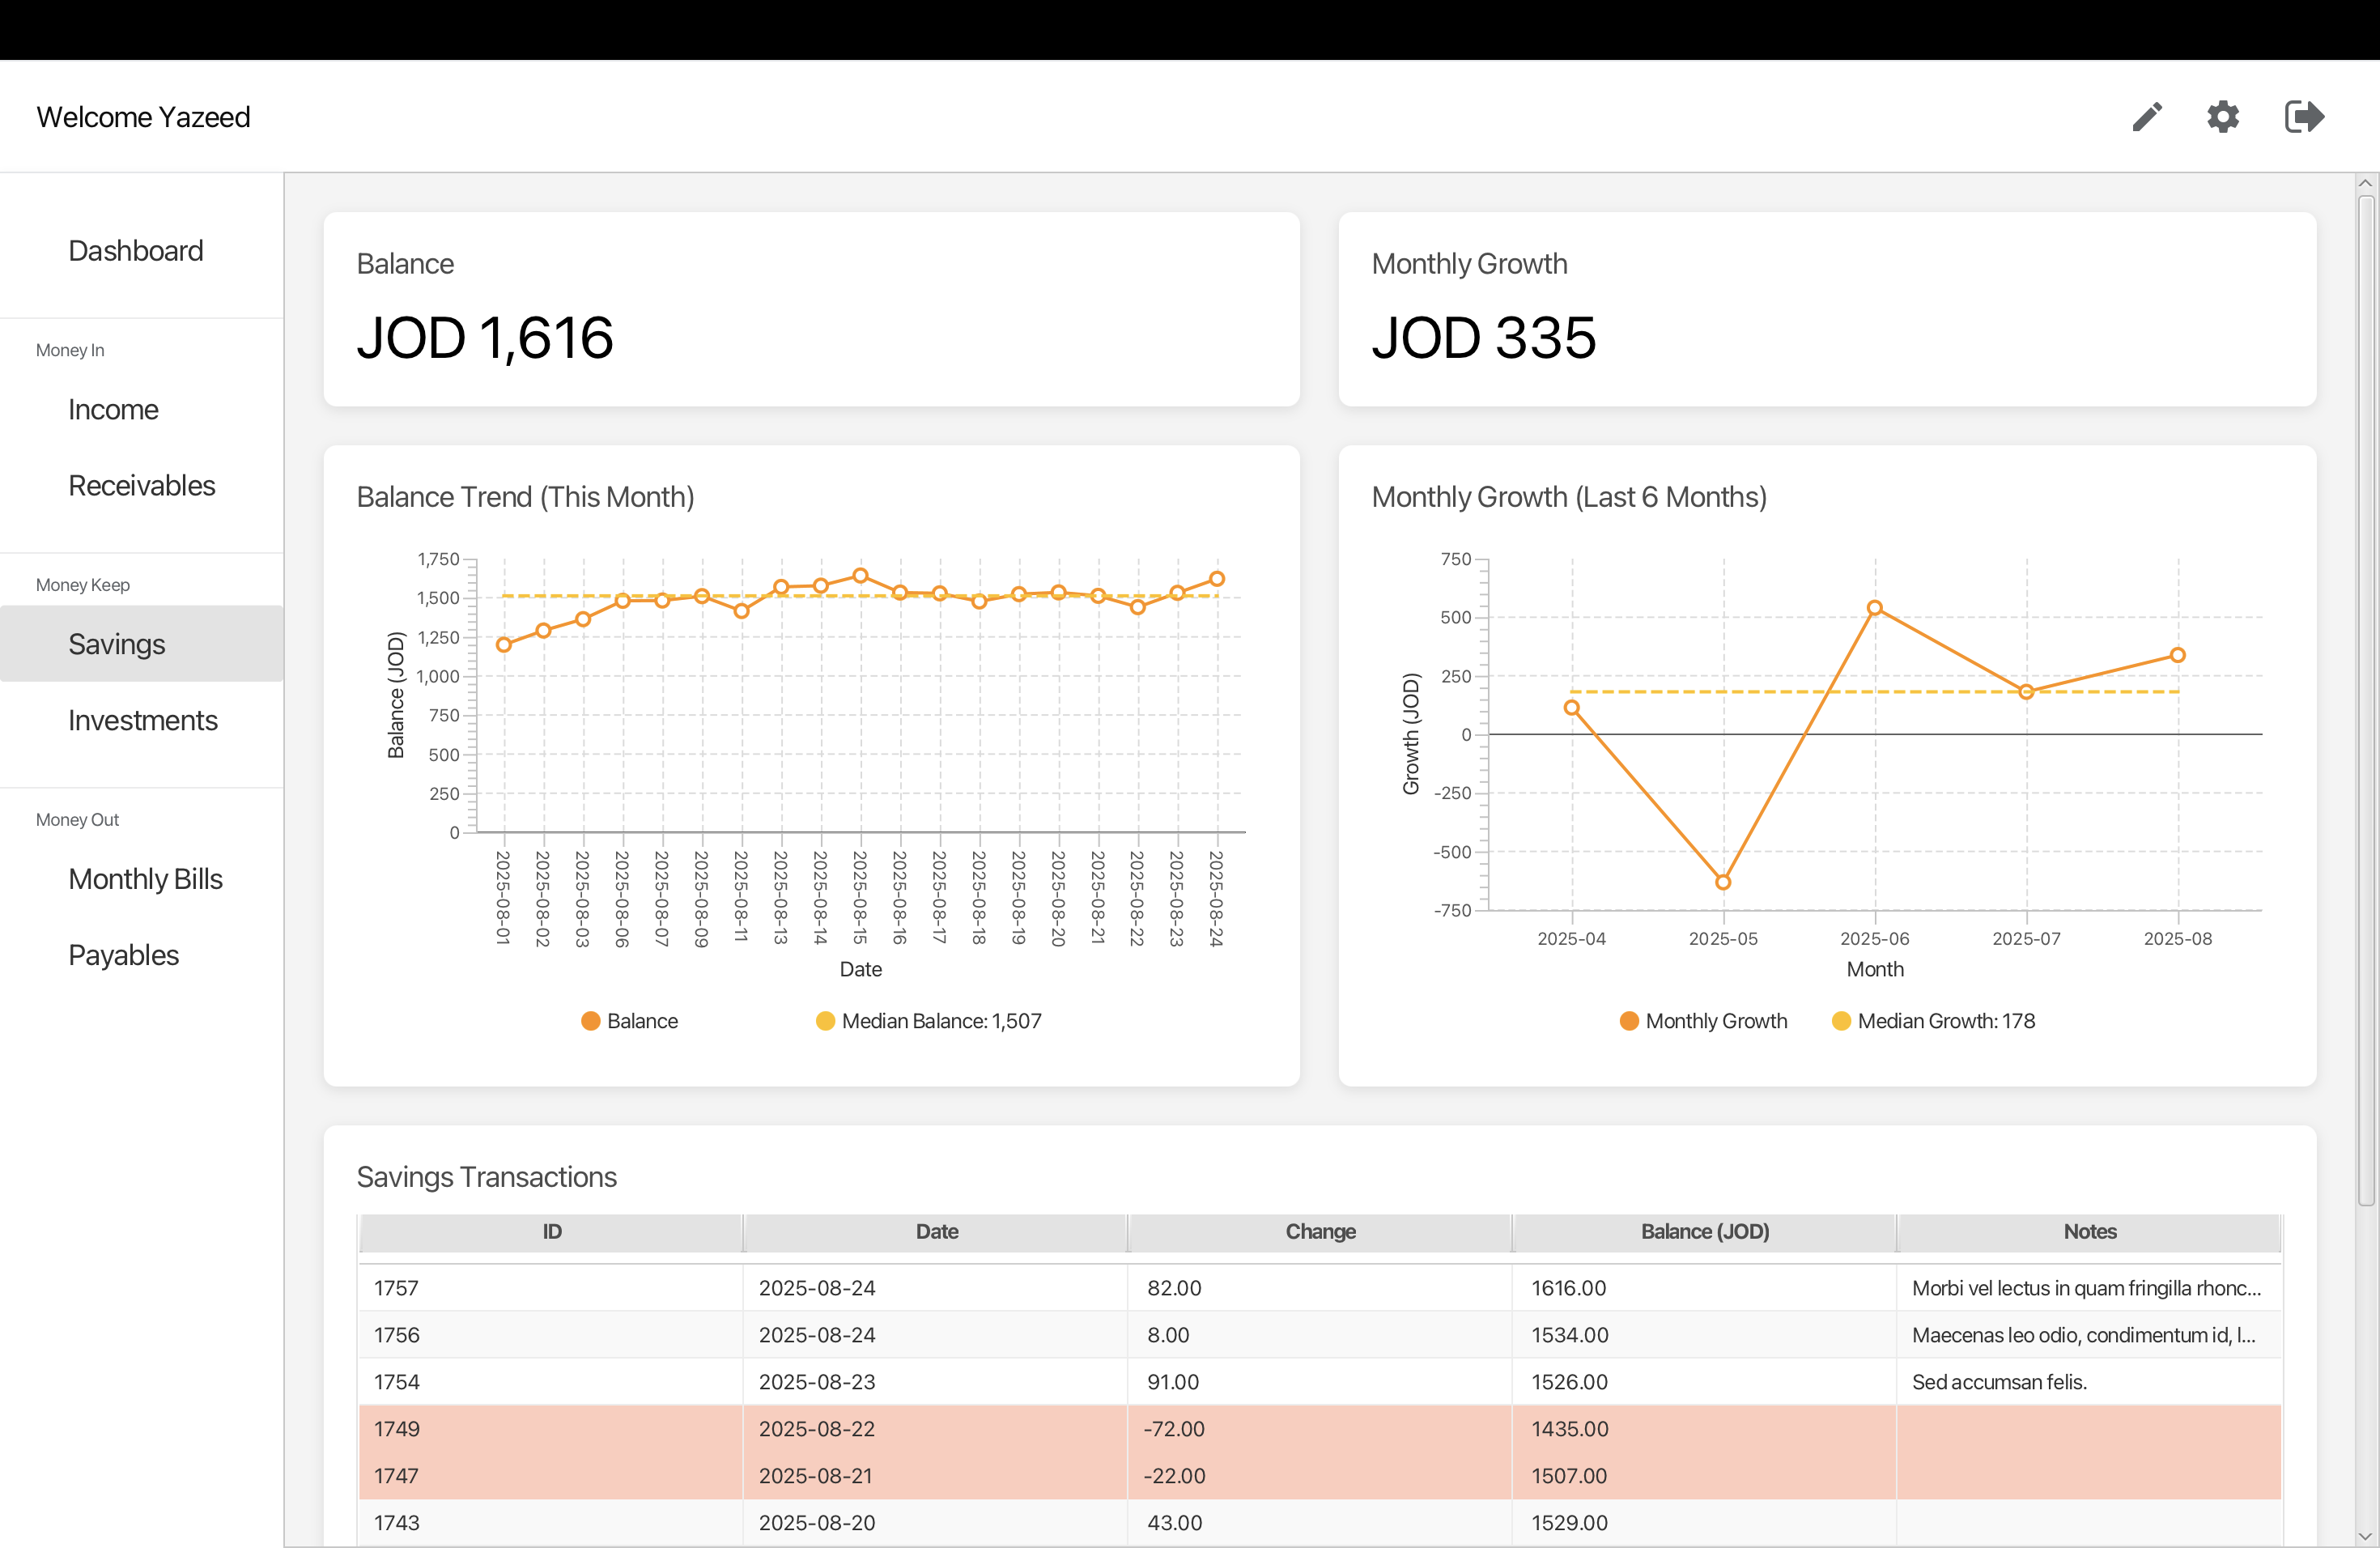 Welcome Yazeed
Dashboard
Money In
Income
Receivables
Money Keep
Savings
Investments
Money Out
Monthly Bills
Payables
Balance
JOD 1,616
Monthly Growth
JOD 335
Balance Trend (This Month)
1,750
1,500
1,250
1,000
750
500
250
0
Balance (JOD)
2025-08-01
2025-08-02
2025-08-03
2025-08-06
2025-08-07
2025-08-09
2025-08-11
2025-08-13
2025-08-14
2025-08-15
2025-08-16
2025-08-17
2025-08-18
2025-08-19
2025-08-20
2025-08-21
2025-08-22
2025-08-23
2025-08-24
Date
Balance
Median Balance: 1,507
Monthly Growth (Last 6 Months)
750
500
250
0
-250
-500
-750
Growth (JOD)
2025-04
2025-05
2025-06
2025-07
2025-08
Month
Monthly Growth
Median Growth: 178
Savings Transactions
ID Date Change Balance (JOD) Notes
1757 2025-08-24 82.00 1616.00 Morbi vel lectus in quam fringilla rhonc...
1756 2025-08-24 8.00 1534.00 Maecenas leo odio, condimentum id, l...
1754 2025-08-23 91.00 1526.00 Sed accumsan felis.
1749 2025-08-22 -72.00 1435.00
1747 2025-08-21 -22.00 1507.00
1743 2025-08-20 43.00 1529.00